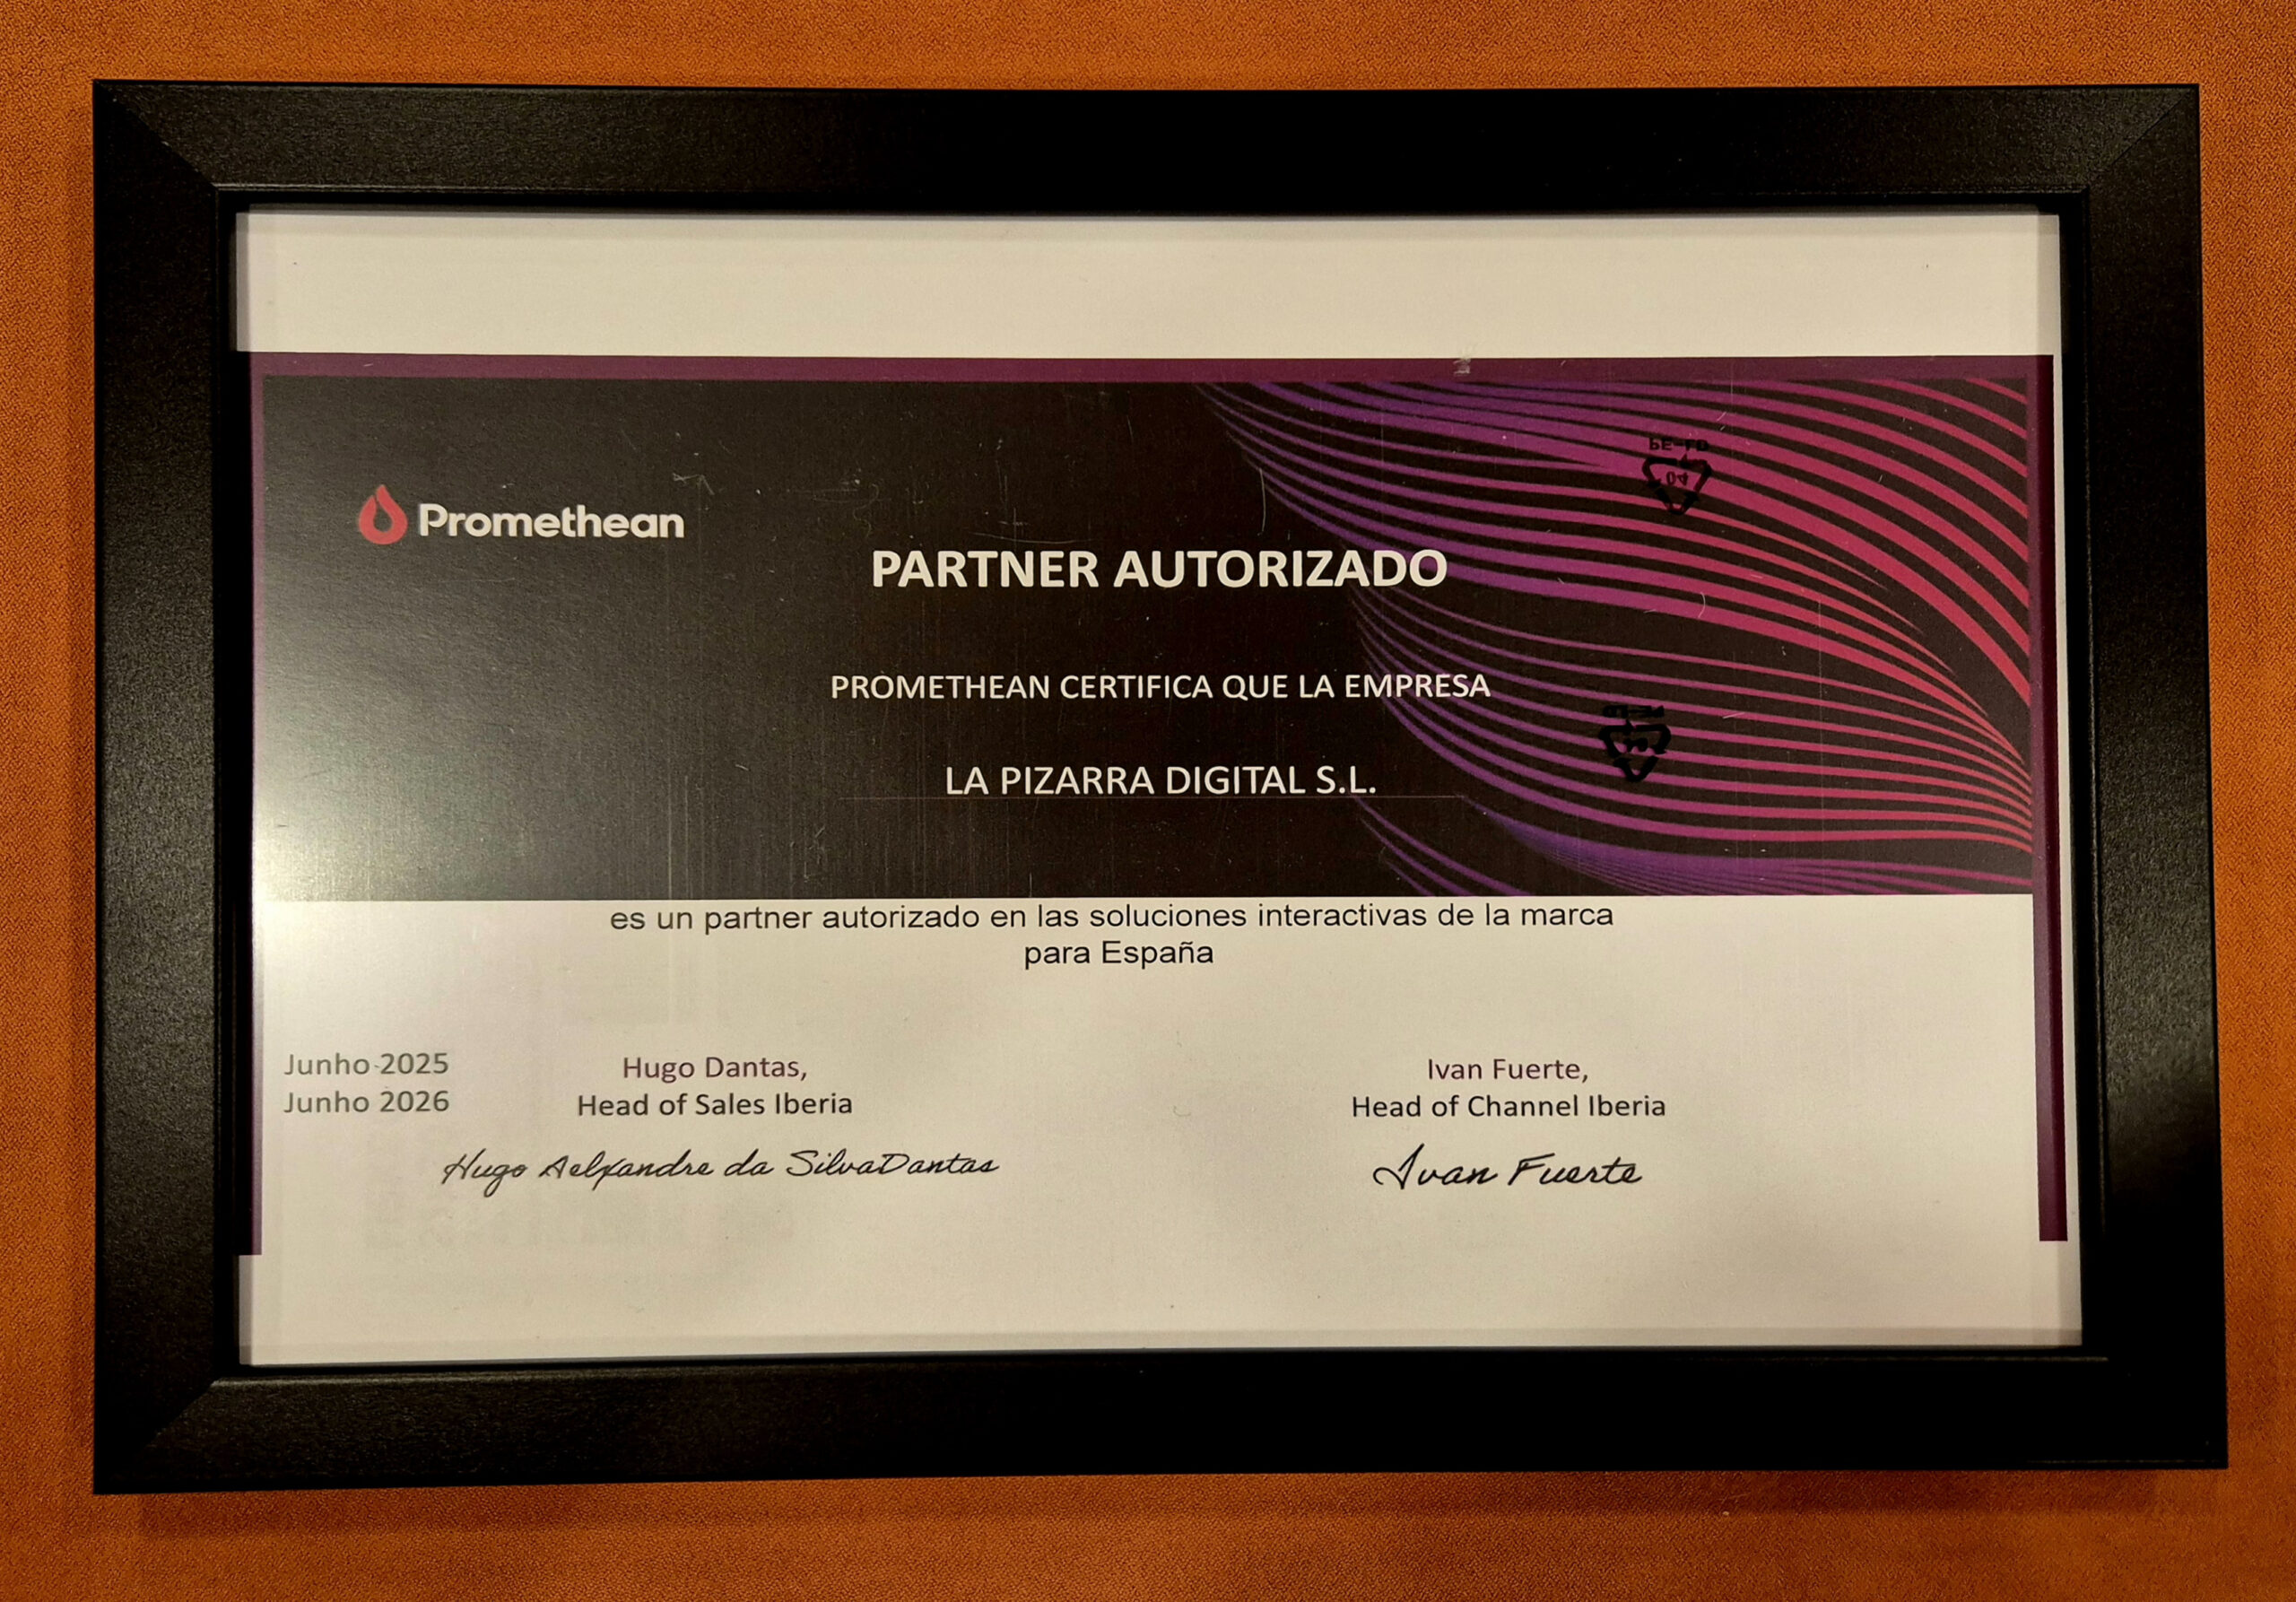 Promethean
PARTNER AUTORIZADO
PROMETHEAN CERTIFICA QUE LA EMPRESA
LA PIZARRA DIGITAL S.L.
es un partner autorizado en las soluciones interactivas de la marca
para España
Junho 2025
Junho 2026
Hugo Dantas,
Head of Sales Iberia
Hugo Aelxandre da SilvaDantas
Ivan Fuerte,
Head of Channel Iberia
Ivan Fuerte